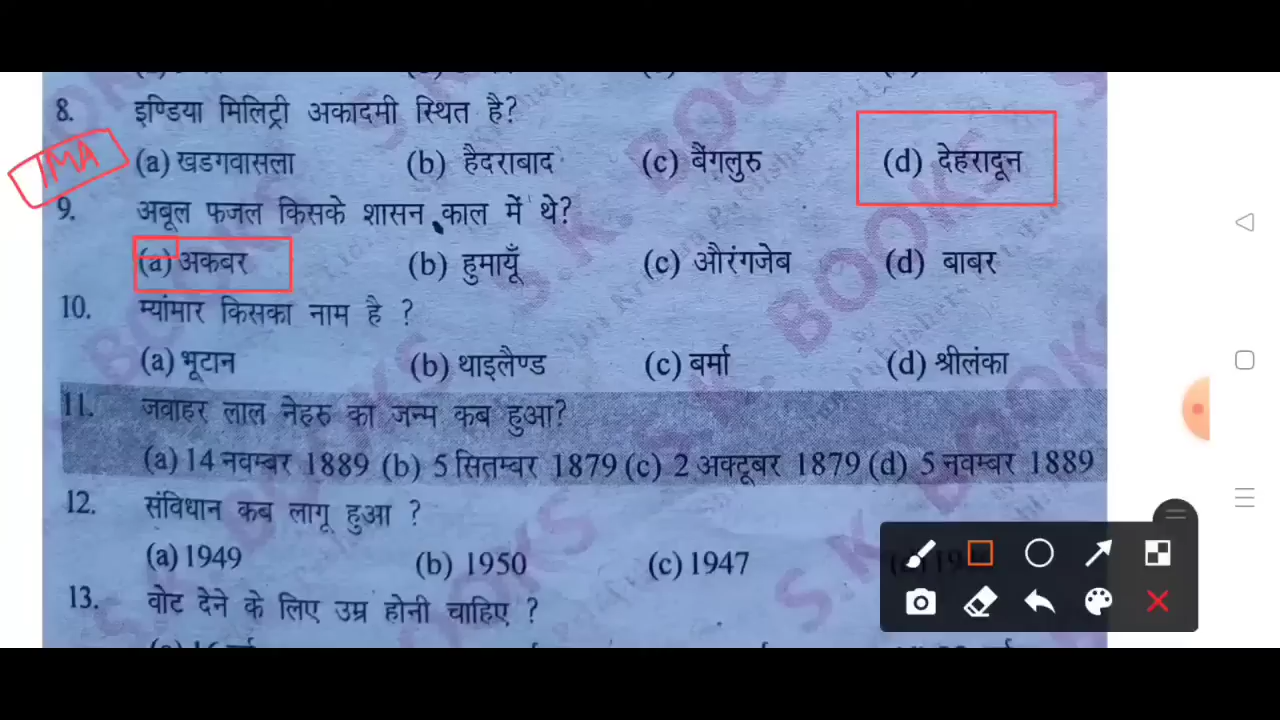 8. इण्डिया मिलिट्री अकादमी स्थित है?
IMA
(a) खडगवासला (b) हैदराबाद (c) बैंगलुरु (d) देहरादून
9. अबूल फजल किसके शासन काल में थे?
(a) अकबर (b) हुमायूँ (c) औरंगजेब (d) बाबर
10. म्यांमार किसका नाम है ?
(a) भूटान (b) थाइलैण्ड (c) बर्मा (d) श्रीलंका
11. जवाहर लाल नेहरु का जन्म कब हुआ?
(a) 14 नवम्बर 1889 (b) 5 सितम्बर 1879 (c) 2 अक्टूबर 1879 (d) 5 नवम्बर 1889
12. संविधान कब लागू हुआ ?
(a) 1949 (b) 1950 (c) 1947
13. वोट देने के लिए उम्र होनी चाहिए ?
S.K. BOOKS